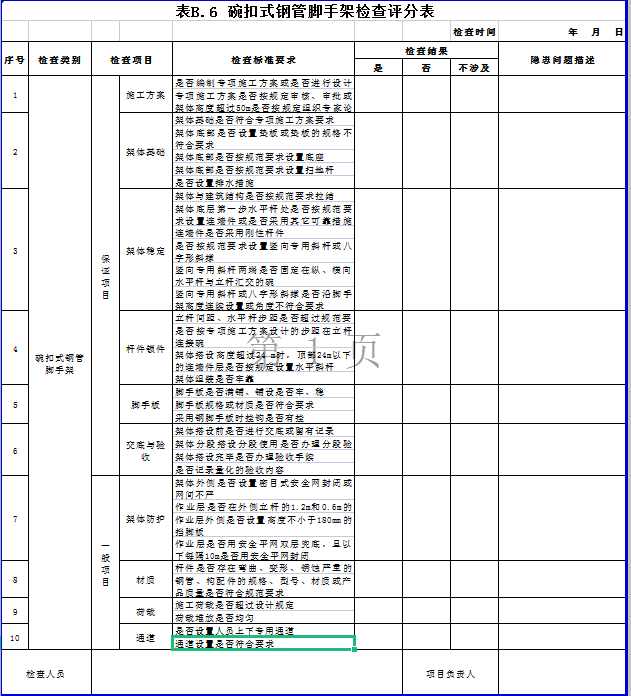 表B.6 碗扣式钢管脚手架检查评分表
检查时间 年 月 日
序号 检查类别 检查项目 检查标准要求 检查结果 隐患问题描述
是 否 不涉及
碗扣式钢管脚手架
保证项目
1 施工方案
是否编制专项施工方案或是否进行设计
专项施工方案是否按规定审核、审批或
架体高度超过50m是否按规定组织专家论
2 架体基础
架体基础是否符合专项施工方案要求
架体底部是否设置垫板或垫板的规格不
符合要求
架体底部是否按规范要求设置底座
架体底部是否按规范要求设置扫地杆
是否设置排水措施
3 架体稳定
架体与建筑结构是否按规范要求拉结
架体底层第一步水平杆处是否按规范要
求设置连墙件或是否采用其它可靠措施
连墙件是否采用刚性杆件
是否按规范要求设置竖向专用斜杆或八
字形斜撑
竖向专用斜杆两端是否固定在纵、横向
水平杆与立杆汇交的碗
竖向专用斜杆或八字形斜撑是否沿脚手
架高度连续设置或角度不符合要求
4 杆件锁件
立杆间距、水平杆步距是否超过规范要
是否按专项施工方案设计的步距在立杆
连接碗
架体搭设高度超过24m时，顶部24m以下
的连墙件层是否按规定设置水平斜杆
架体组装是否牢靠
第 1 页
5 脚手板
脚手板是否满铺、铺设是否牢、稳
脚手板规格或材质是否符合要求
采用钢脚手板时挂钩是否有挂
6 交底与验收
架体搭设前是否进行交底或留有记录
架体分段搭设分段使用是否办理分段验
架体搭设完毕是否办理验收手续
是否记录量化的验收内容
一般项目
7 架体防护
架体外侧是否设置密目式安全网封闭或
网间不严
作业层是否在外侧立杆的1.2m和0.6m的
作业层外侧是否设置高度不小于180mm的
挡脚板
作业层是否用安全平网双层兜底，且以
下每隔10m是否用安全平网封闭
8 材质
杆件是否存在弯曲、变形、锈蚀严重的
钢管、构配件的规格、型号、材质或产
品质量是否符合规范要求
9 荷载
施工荷载是否超过设计规定
荷载堆放是否均匀
10 通道
是否设置人员上下专用通道
通道设置是否符合要求
检查人员 项目负责人